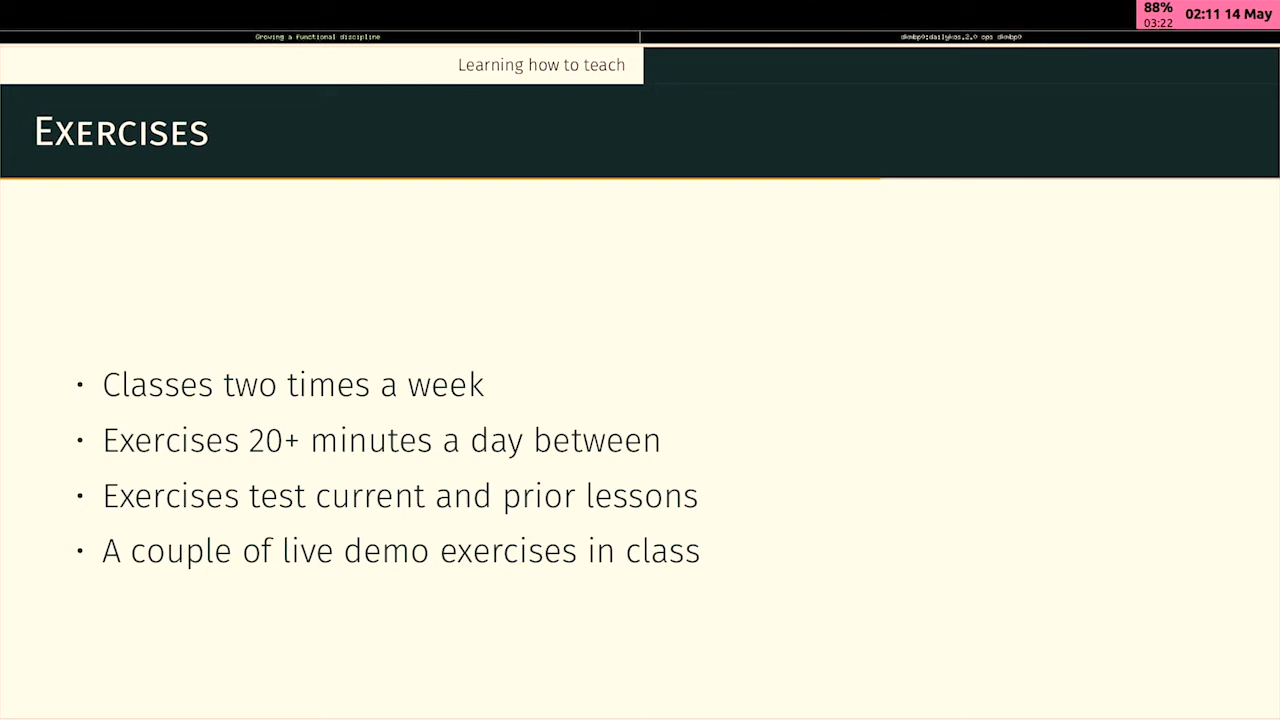 88%
03:22
02:11 14 May
Growing a functional discipline
Learning how to teach
EXERCISES
• Classes two times a week
• Exercises 20+ minutes a day between
• Exercises test current and prior lessons
• A couple of live demo exercises in class